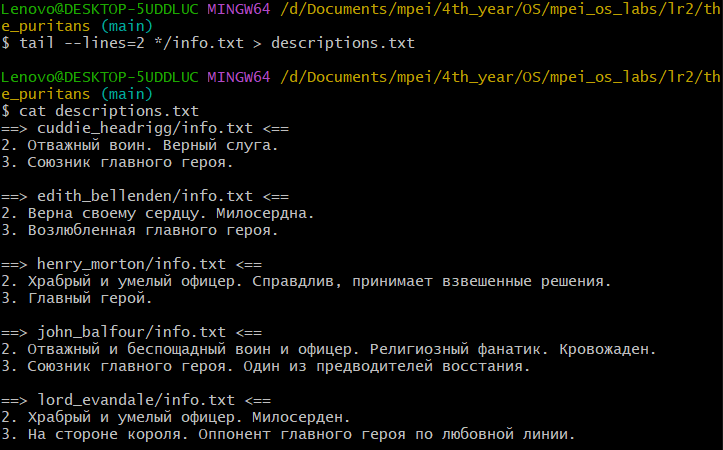 Lenovo@DESKTOP-5UDDLUC MINGW64 /d/Documents/mpei/4th_year/OS/mpei_os_labs/lr2/th
e_puritans (main)
$ tail --lines=2 */info.txt > descriptions.txt
Lenovo@DESKTOP-5UDDLUC MINGW64 /d/Documents/mpei/4th_year/OS/mpei_os_labs/lr2/th
e_puritans (main)
$ cat descriptions.txt
==> cuddie_headrigg/info.txt <==
2. Отважный воин. Верный слуга.
3. Союзник главного героя.
==> edith_bellenden/info.txt <==
2. Верна своему сердцу. Милосердна.
3. Возлюбленная главного героя.
==> henry_morton/info.txt <==
2. Храбрый и умелый офицер. Справдлив, принимает взвешенные решения.
3. Главный герой.
==> john_balfour/info.txt <==
2. Отважный и беспощадный воин и офицер. Религиозный фанатик. Кровожаден.
3. Союзник главного героя. Один из предводителей восстания.
==> lord_evandale/info.txt <==
2. Храбрый и умелый офицер. Милосерден.
3. На стороне короля. Оппонент главного героя по любовной линии.